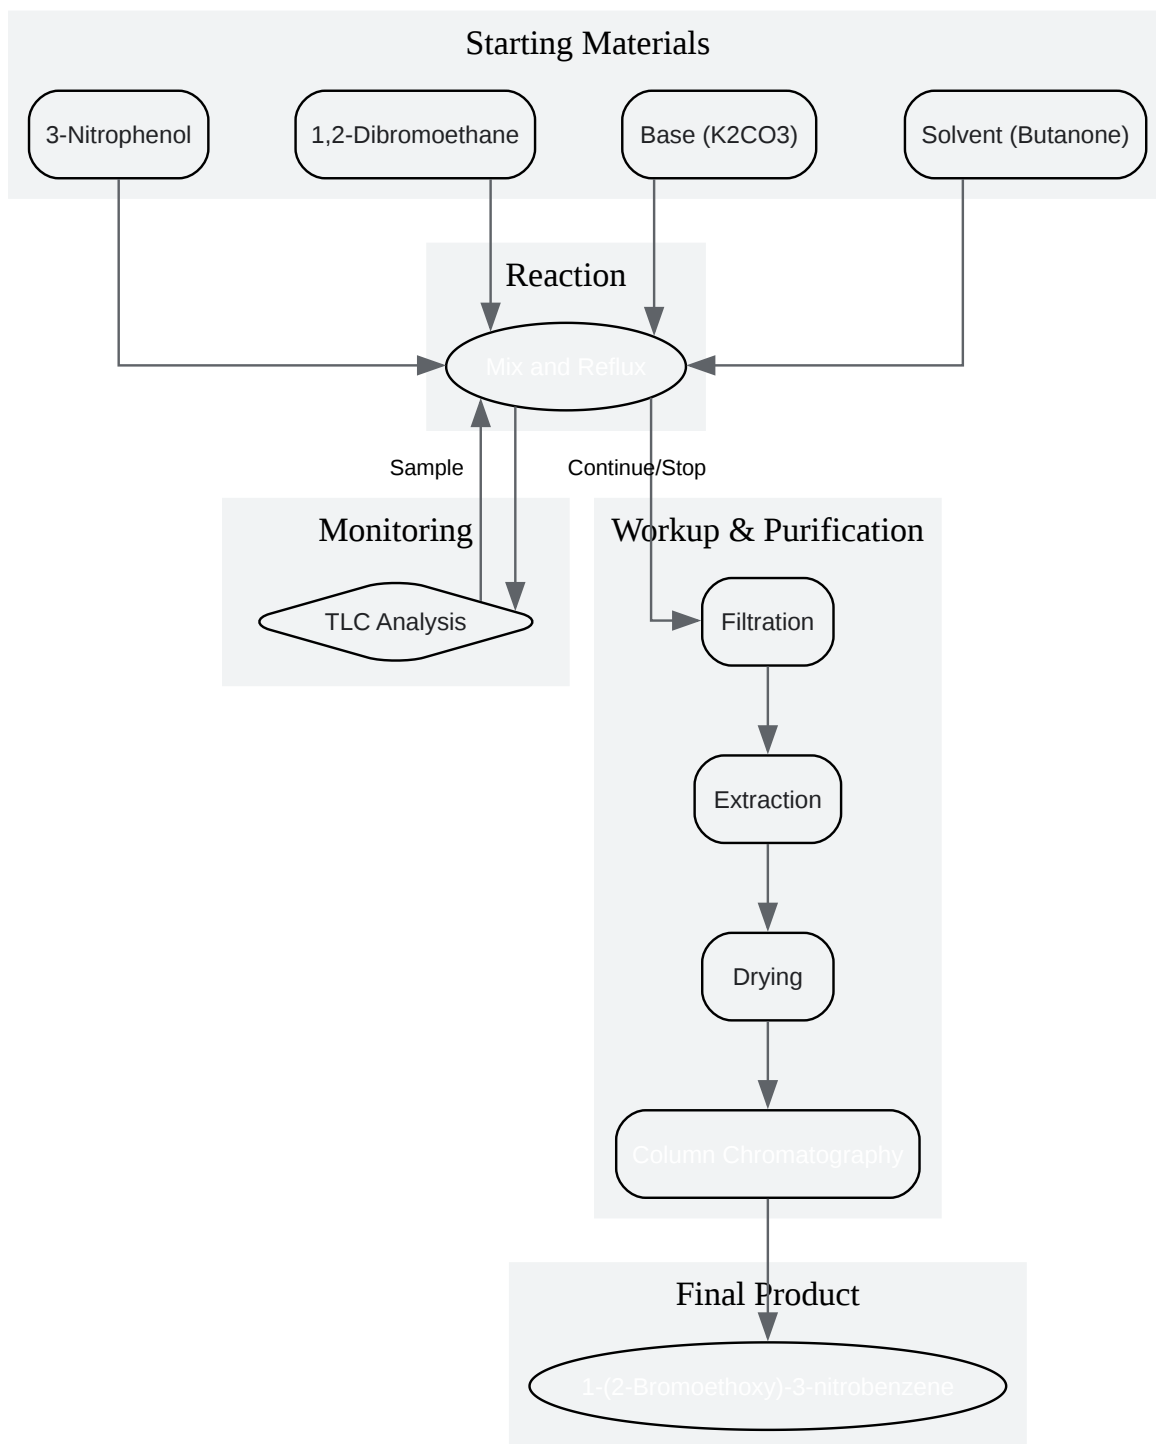 Starting Materials
3-Nitrophenol
1,2-Dibromoethane
Base (K2CO3)
Solvent (Butanone)
Reaction
Mix and Reflux
Sample
Continue/Stop
Monitoring
Workup & Purification
TLC Analysis
Filtration
Extraction
Drying
Column Chromatography
Final Product
1-(2-Bromoethoxy)-3-nitrobenzene